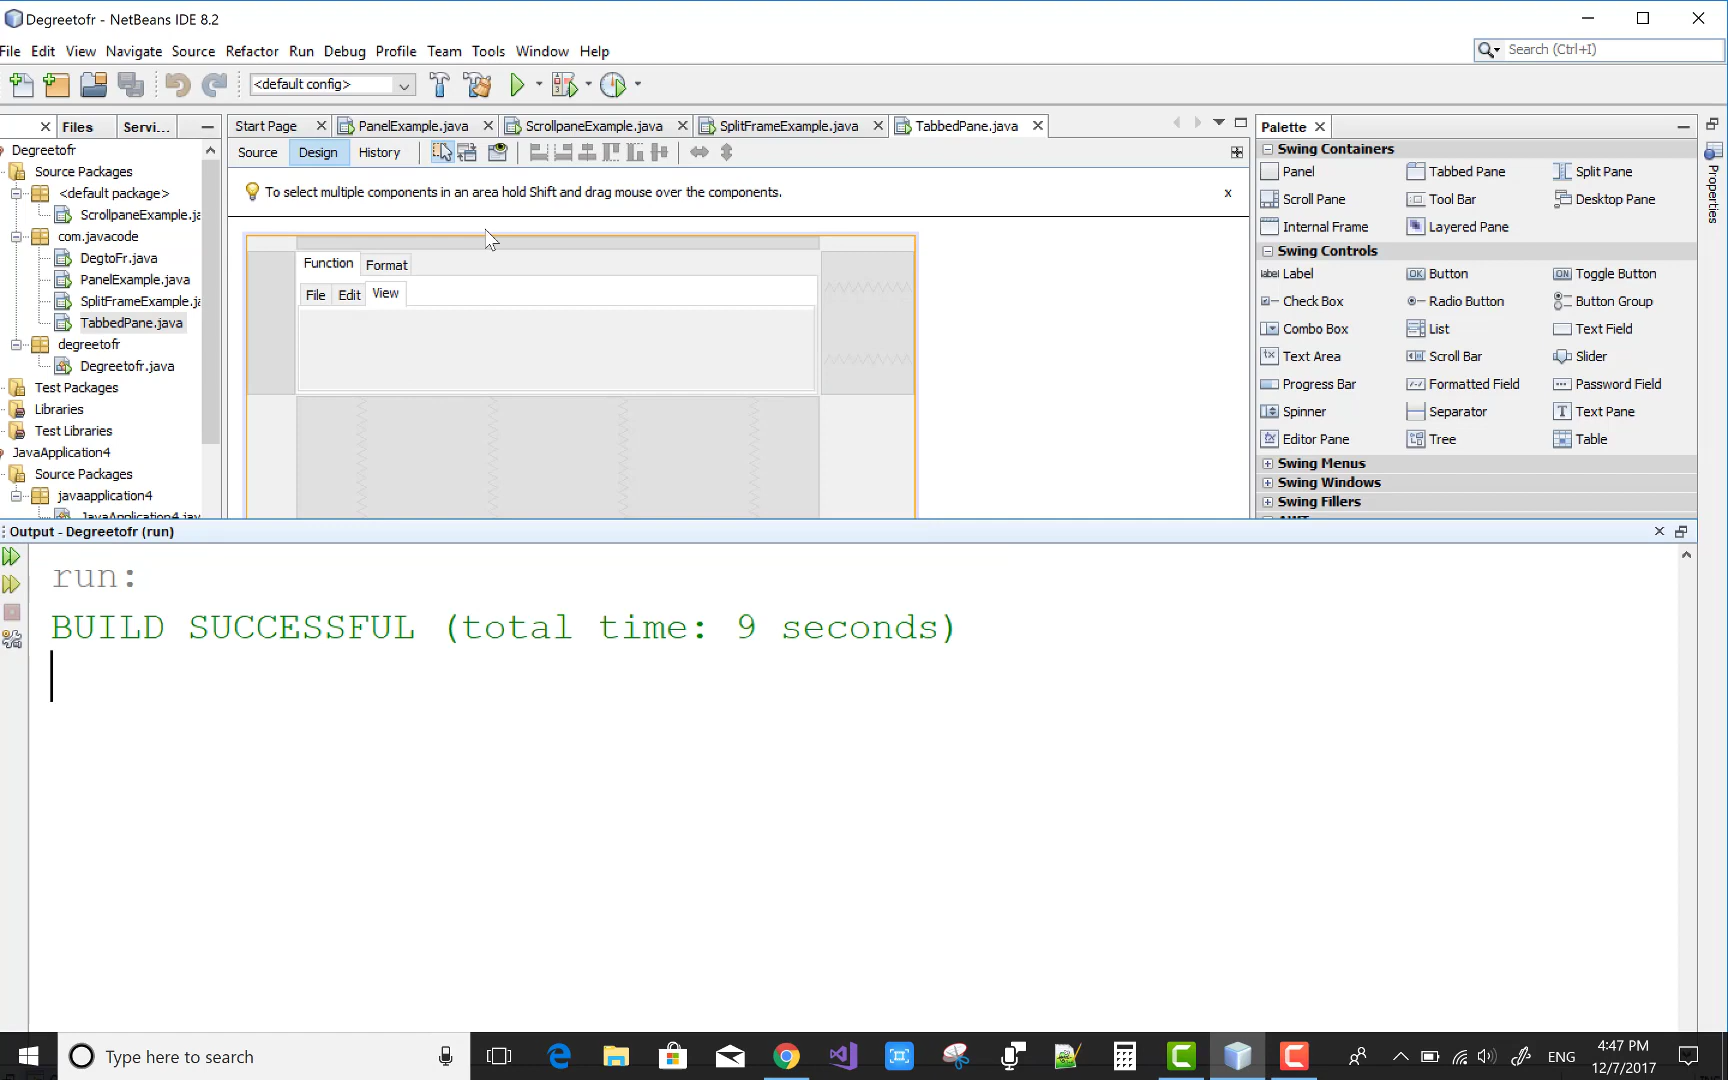 Degreetofr - NetBeans IDE 8.2
File Edit View Navigate Source Refactor Run Debug Profile Team Tools Window Help
Search (Ctrl+I)
<default config>
Files Servi...
Start Page PanelExample.java ScrollpaneExample.java SplitFrameExample.java TabbedPane.java
Palette
Degreetofr
Source Packages
<default package>
ScrollpaneExample.ja
com.javacode
DegtoFr.java
PanelExample.java
SplitFrameExample.ja
TabbedPane.java
degreetofr
Degreetofr.java
Test Packages
Libraries
Test Libraries
JavaApplication4
Source Packages
javaapplication4
JavaApplication4.jav
Source Design History
To select multiple components in an area hold Shift and drag mouse over the components.
x
Function Format
File Edit View
Swing Containers
Panel Tabbed Pane Split Pane
Scroll Pane Tool Bar Desktop Pane
Internal Frame Layered Pane
Swing Controls
label Label OK Button ON Toggle Button
Check Box Radio Button Button Group
Combo Box List Text Field
Text Area Scroll Bar Slider
Progress Bar Formatted Field Password Field
Spinner Separator Text Pane
Editor Pane Tree Table
Swing Menus
Swing Windows
Swing Fillers
AWT
Properties
Output - Degreetofr (run)
run:
BUILD SUCCESSFUL (total time: 9 seconds)
Type here to search
ENG
4:47 PM
12/7/2017